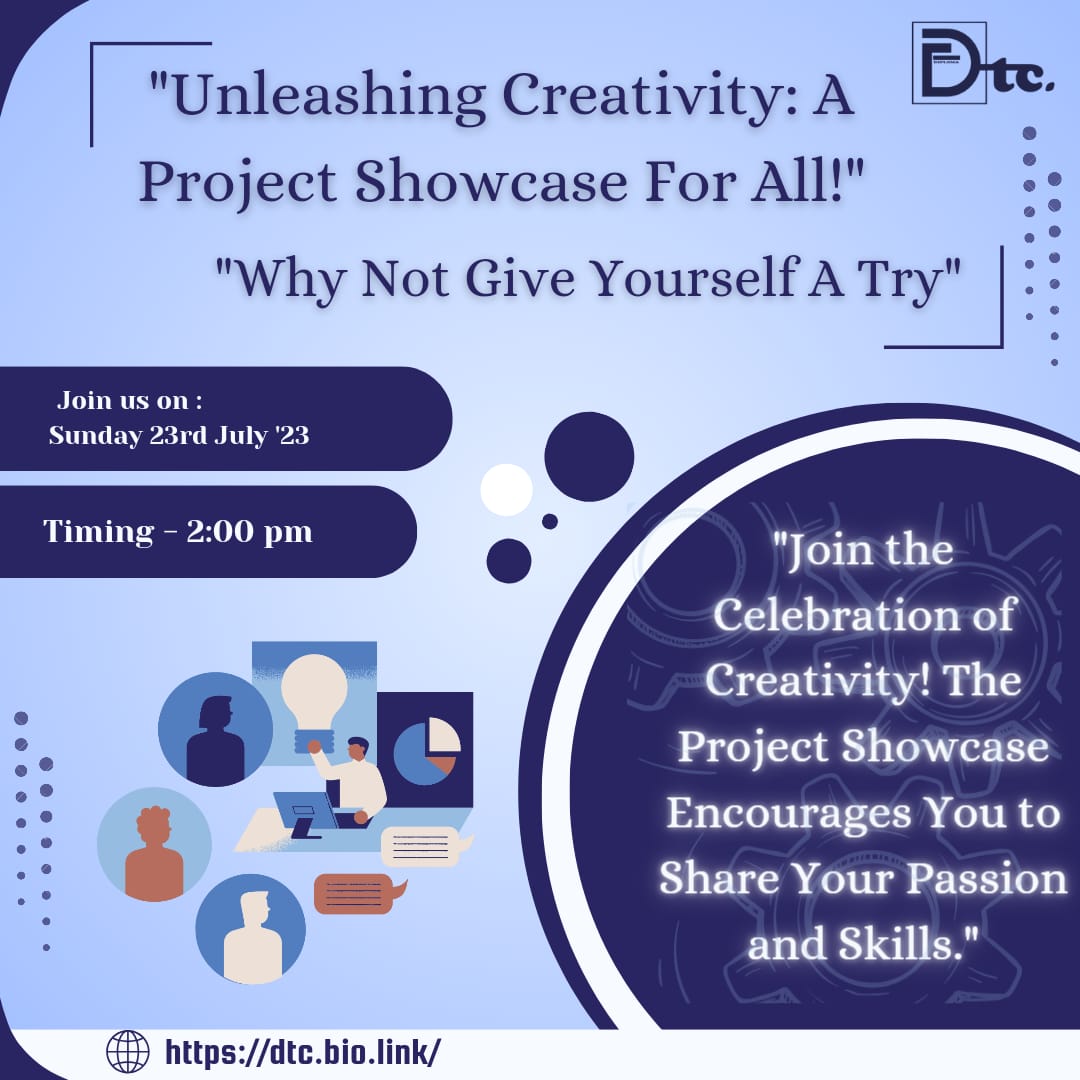 Dtc.
"Unleashing Creativity: A
Project Showcase For All!"
"Why Not Give Yourself A Try"
Join us on :
Sunday 23rd July '23
Timing - 2:00 pm
"Join the
Celebration of
Creativity! The
Project Showcase
Encourages You to
Share Your Passion
and Skills."
https://dtc.bio.link/